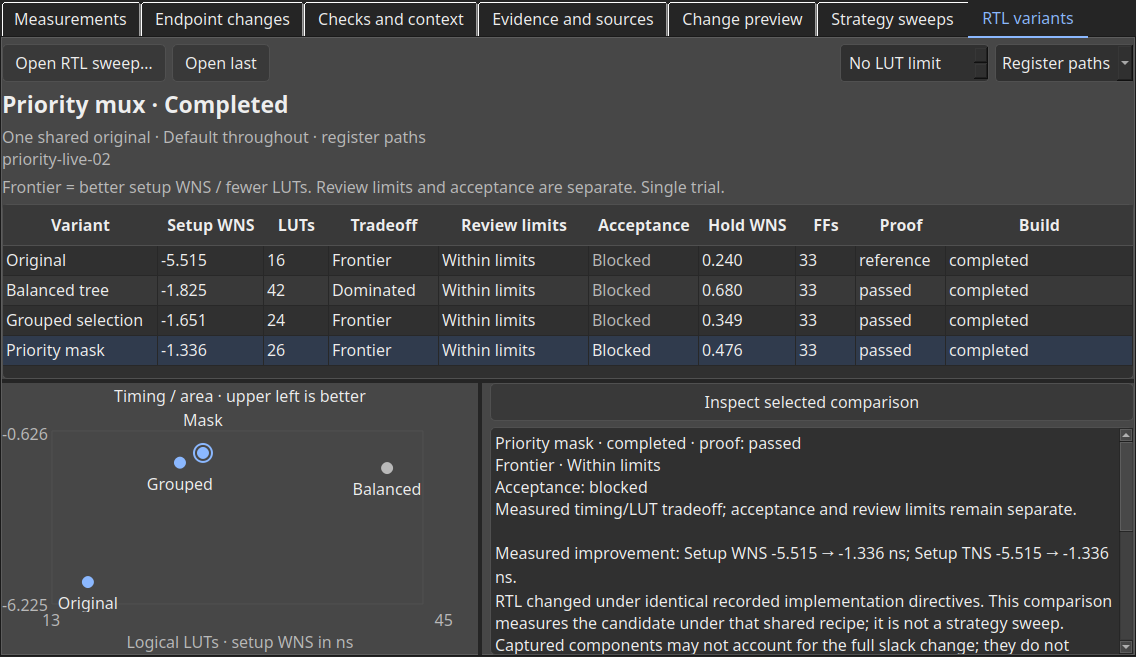 Measurements Endpoint changes Checks and context Evidence and sources Change preview Strategy sweeps RTL variants
Open RTL sweep... Open last No LUT limit Register paths
Priority mux · Completed
One shared original · Default throughout · register paths
priority-live-02
Frontier = better setup WNS / fewer LUTs. Review limits and acceptance are separate. Single trial.
Variant Setup WNS LUTs Tradeoff Review limits Acceptance Hold WNS FFs Proof Build
Original -5.515 16 Frontier Within limits Blocked 0.240 33 reference completed
Balanced tree -1.825 42 Dominated Within limits Blocked 0.680 33 passed completed
Grouped selection -1.651 24 Frontier Within limits Blocked 0.349 33 passed completed
Priority mask -1.336 26 Frontier Within limits Blocked 0.476 33 passed completed
Timing / area · upper left is better
Mask
-0.626
Grouped
Balanced
Original
-6.225
13 45
Logical LUTs · setup WNS in ns
Inspect selected comparison
Priority mask · completed · proof: passed
Frontier · Within limits
Acceptance: blocked
Measured timing/LUT tradeoff; acceptance and review limits remain separate.
Measured improvement: Setup WNS -5.515 → -1.336 ns; Setup TNS -5.515 → -1.336
ns.
RTL changed under identical recorded implementation directives. This comparison
measures the candidate under that shared recipe; it is not a strategy sweep.
Captured components may not account for the full slack change; they do not